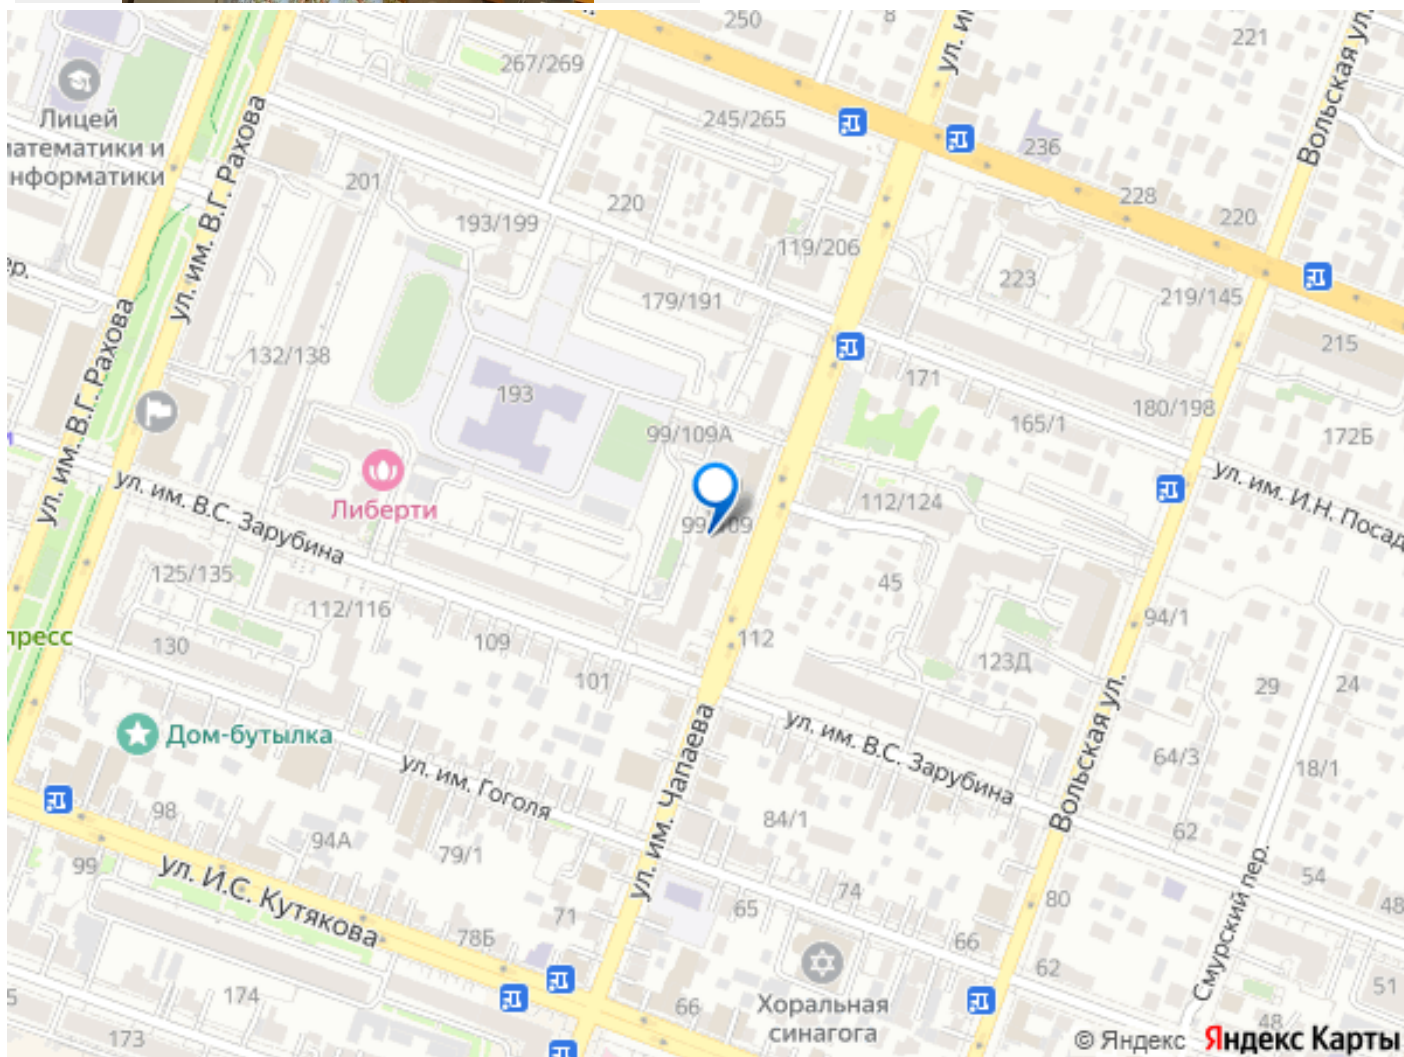 250
8
221
ул. и
Вольская ул.
267/269
Лицей
атематики и
нформатики
245/265
236
ул. им. В.Г. Рахова
201
220
193/199
228
220
119/206
223
219/145
179/191
215
ул. им. В.Г. Рахова
132/138
193
171
180/198
165/1
172Б
99/109А
ул. им. В.С. Зарубина
Либерти
112/124
ул. им. И.Н. Посад
125/135
112/116
45
94/1
пресс
130
109
112
123Д
101
29
24
Дом-бутылка
ул. им. Чапаева
ул. им. В.С. Зарубина
Вольская ул.
64/3
18/1
ул. им. Гоголя
98
94А
79/1
84/1
62
99
ул. И.С. Кутякова
74
54
80
48
71
65
78Б
66
62
Смурский пер.
174
Хоральная
синагога
66
51
173
48
© Яндекс Яндекс Карты